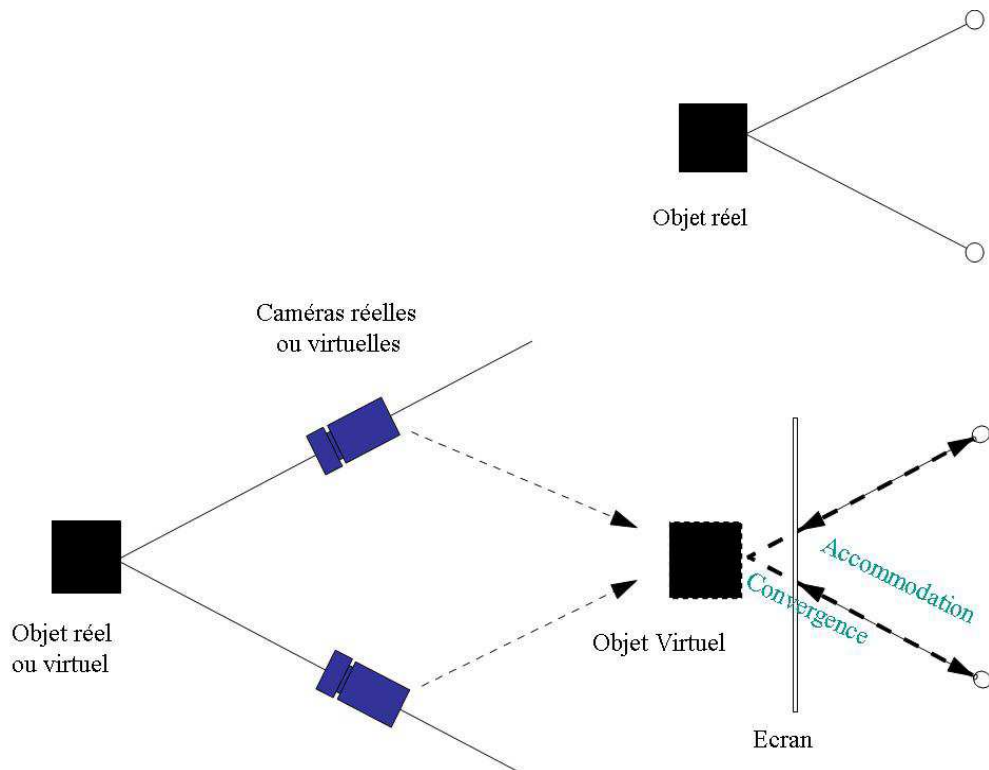 Objet réel
Caméras réelles
ou virtuelles
Accommodation
Convergence
Objet réel
ou virtuel
Objet Virtuel
Ecran